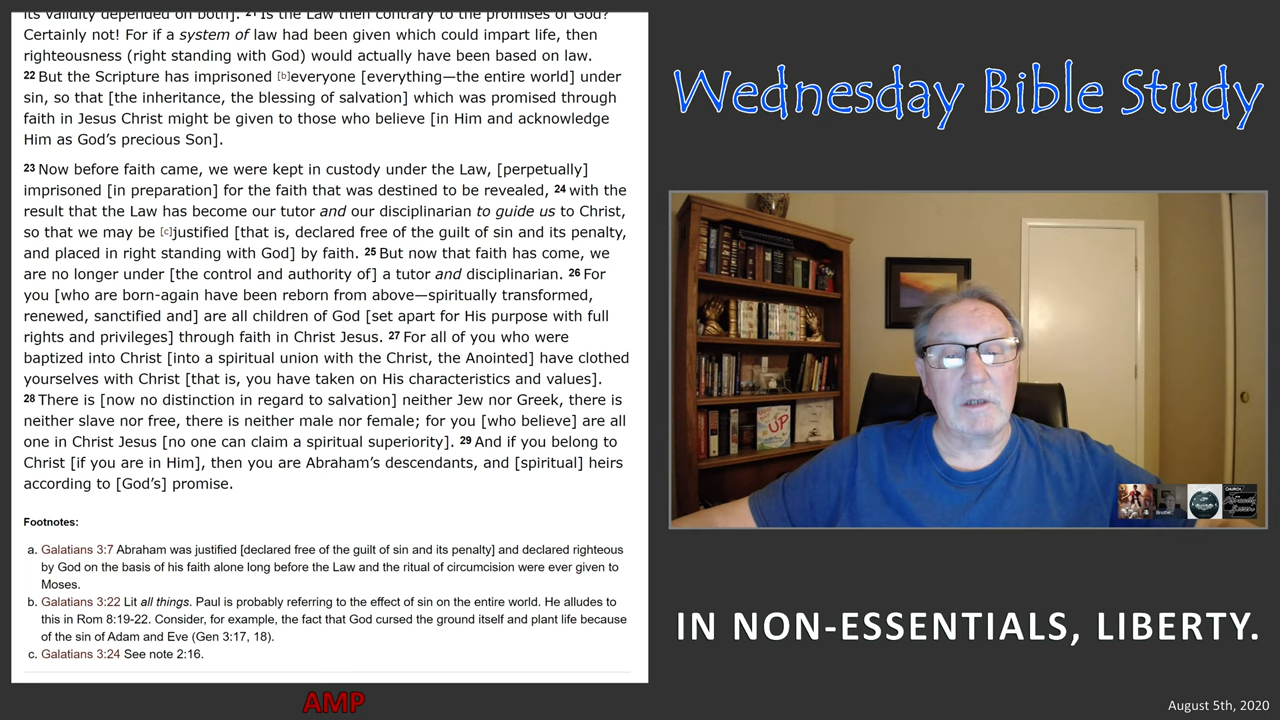 its validity depended on both]. 21 Is the Law then contrary to the promises of God?
Certainly not! For if a system of law had been given which could impart life, then
righteousness (right standing with God) would actually have been based on law.
22 But the Scripture has imprisoned [b]everyone [everything—the entire world] under
sin, so that [the inheritance, the blessing of salvation] which was promised through
faith in Jesus Christ might be given to those who believe [in Him and acknowledge
Him as God’s precious Son].
23 Now before faith came, we were kept in custody under the Law, [perpetually]
imprisoned [in preparation] for the faith that was destined to be revealed, 24 with the
result that the Law has become our tutor and our disciplinarian to guide us to Christ,
so that we may be [c]justified [that is, declared free of the guilt of sin and its penalty,
and placed in right standing with God] by faith. 25 But now that faith has come, we
are no longer under [the control and authority of] a tutor and disciplinarian. 26 For
you [who are born-again have been reborn from above—spiritually transformed,
renewed, sanctified and] are all children of God [set apart for His purpose with full
rights and privileges] through faith in Christ Jesus. 27 For all of you who were
baptized into Christ [into a spiritual union with the Christ, the Anointed] have clothed
yourselves with Christ [that is, you have taken on His characteristics and values].
28 There is [now no distinction in regard to salvation] neither Jew nor Greek, there is
neither slave nor free, there is neither male nor female; for you [who believe] are all
one in Christ Jesus [no one can claim a spiritual superiority]. 29 And if you belong to
Christ [if you are in Him], then you are Abraham’s descendants, and [spiritual] heirs
according to [God’s] promise.
Footnotes:
a. Galatians 3:7 Abraham was justified [declared free of the guilt of sin and its penalty] and declared righteous
by God on the basis of his faith alone long before the Law and the ritual of circumcision were ever given to
Moses.
b. Galatians 3:22 Lit all things. Paul is probably referring to the effect of sin on the entire world. He alludes to
this in Rom 8:19-22. Consider, for example, the fact that God cursed the ground itself and plant life because
of the sin of Adam and Eve (Gen 3:17, 18).
c. Galatians 3:24 See note 2:16.
AMP
Wednesday Bible Study
UP
Brothe...
CHURCH
IN NON-ESSENTIALS, LIBERTY.
August 5th, 2020